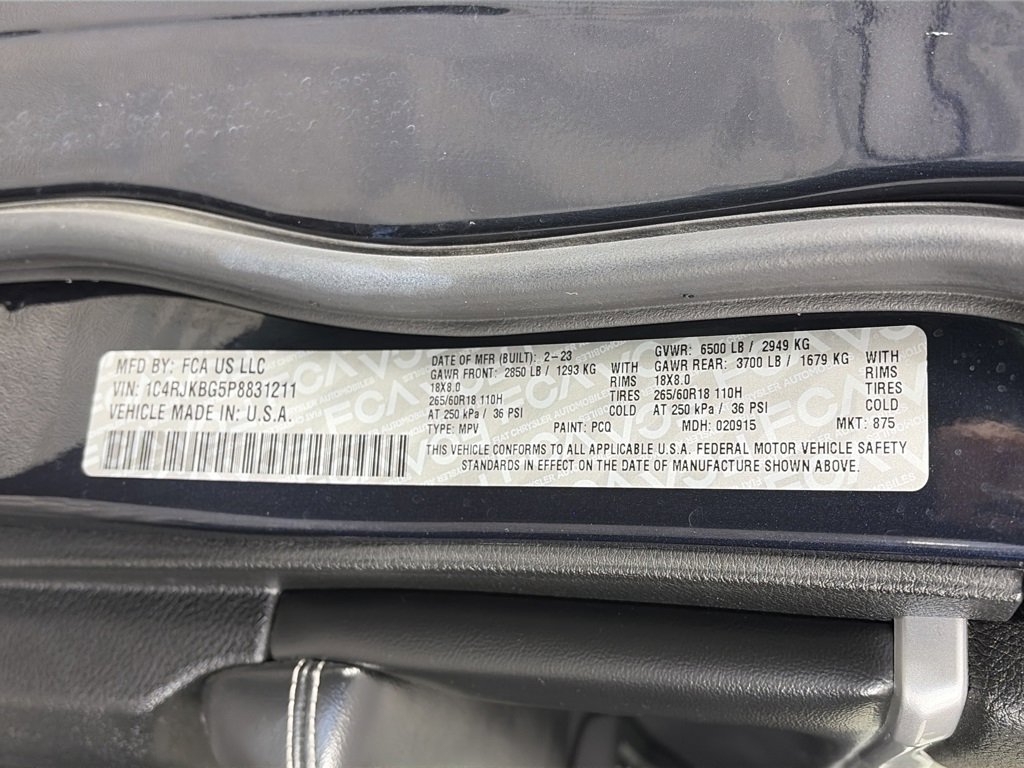 MFD BY: FCA US LLC
VIN: 1C4RJKBG5P8831211
VEHICLE MADE IN: U.S.A.
DATE OF MFR (BUILT): 2-23
GAWR FRONT: 2850 LB / 1293 KG WITH
18X8.0 RIMS
265/60R18 110H TIRES
AT 250 kPa / 36 PSI COLD
GVWR: 6500 LB / 2949 KG
GAWR REAR: 3700 LB / 1679 KG WITH
18X8.0 RIMS
265/60R18 110H TIRES
AT 250 kPa / 36 PSI COLD
TYPE: MPV PAINT: PCQ MDH: 020915 MKT: 875
THIS VEHICLE CONFORMS TO ALL APPLICABLE U.S.A. FEDERAL MOTOR VEHICLE SAFETY
STANDARDS IN EFFECT ON THE DATE OF MANUFACTURE SHOWN ABOVE.